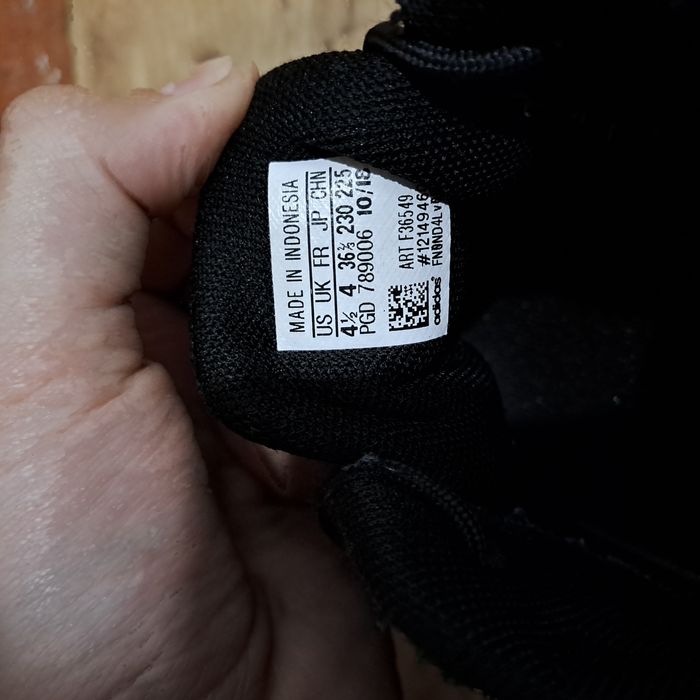 MADE IN INDONESIA
US UK FR JP CHN
4½ 4 36⅔ 230 225
PGD 789006 10/18
ART F36549
#1214946
adidas®